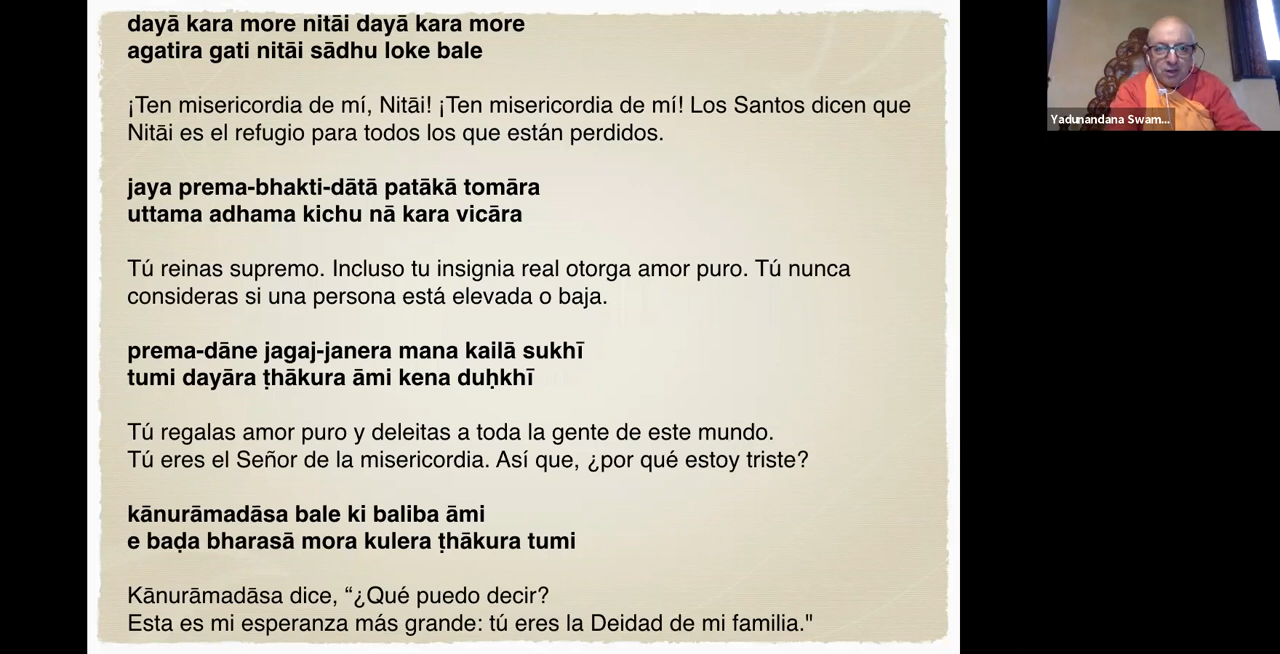 dayā kara more nitāi dayā kara more
agatira gati nitāi sādhu loke bale
¡Ten misericordia de mí, Nitāi! ¡Ten misericordia de mí! Los Santos dicen que
Nitāi es el refugio para todos los que están perdidos.
jaya prema-bhakti-dātā patākā tomāra
uttama adhama kichu nā kara vicāra
Tú reinas supremo. Incluso tu insignia real otorga amor puro. Tú nunca
consideras si una persona está elevada o baja.
prema-dāne jagaj-janera mana kailā sukhī
tumi dayāra ṭhākura āmi kena duḥkhī
Tú regalas amor puro y deleitas a toda la gente de este mundo.
Tú eres el Señor de la misericordia. Así que, ¿por qué estoy triste?
kānurāmadāsa bale ki baliba āmi
e baḍa bharasā mora kulera ṭhākura tumi
Kānurāmadāsa dice, “¿Qué puedo decir?
Esta es mi esperanza más grande: tú eres la Deidad de mi familia."
Yadunandana Swam...